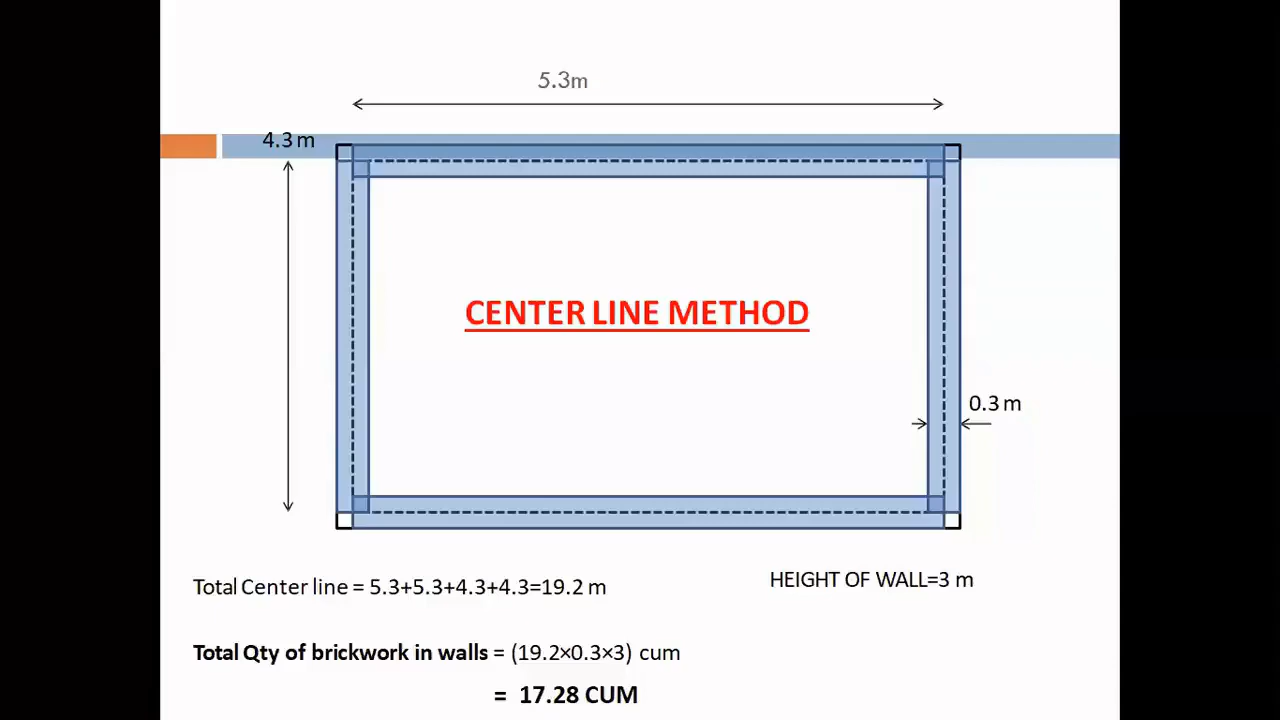 5.3m
4.3 m
CENTER LINE METHOD
0.3 m
Total Center line = 5.3+5.3+4.3+4.3=19.2 m
HEIGHT OF WALL=3 m
Total Qty of brickwork in walls = (19.2×0.3×3) cum
= 17.28 CUM